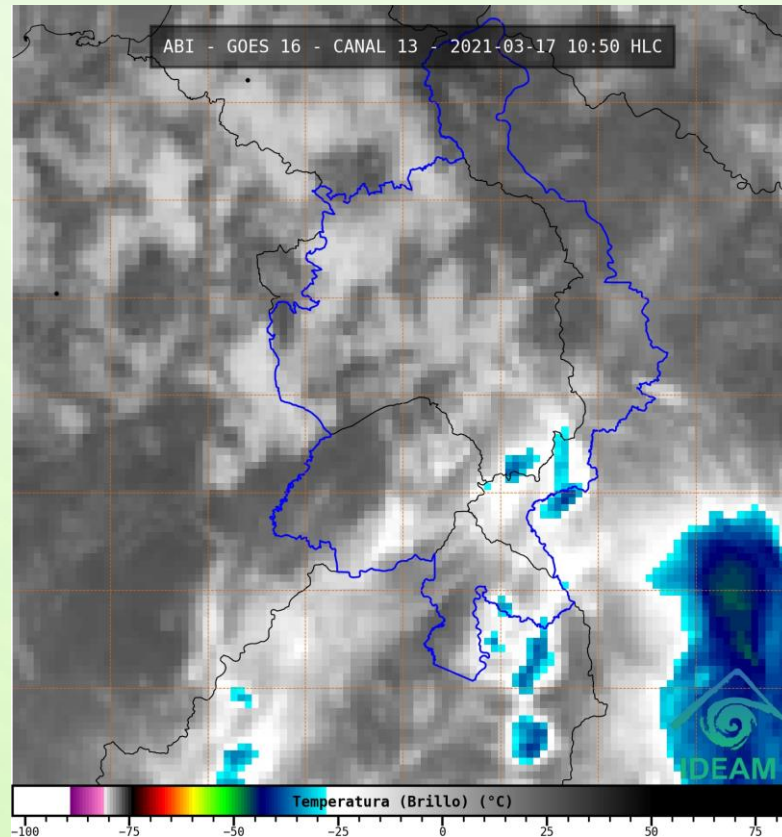 ABI - GOES 16 - CANAL 13 - 2021-03-17 10:50 HLC
IDEAM
Temperatura (Brillo) (°C)
−100 −75 −50 −25 0 25 50 75